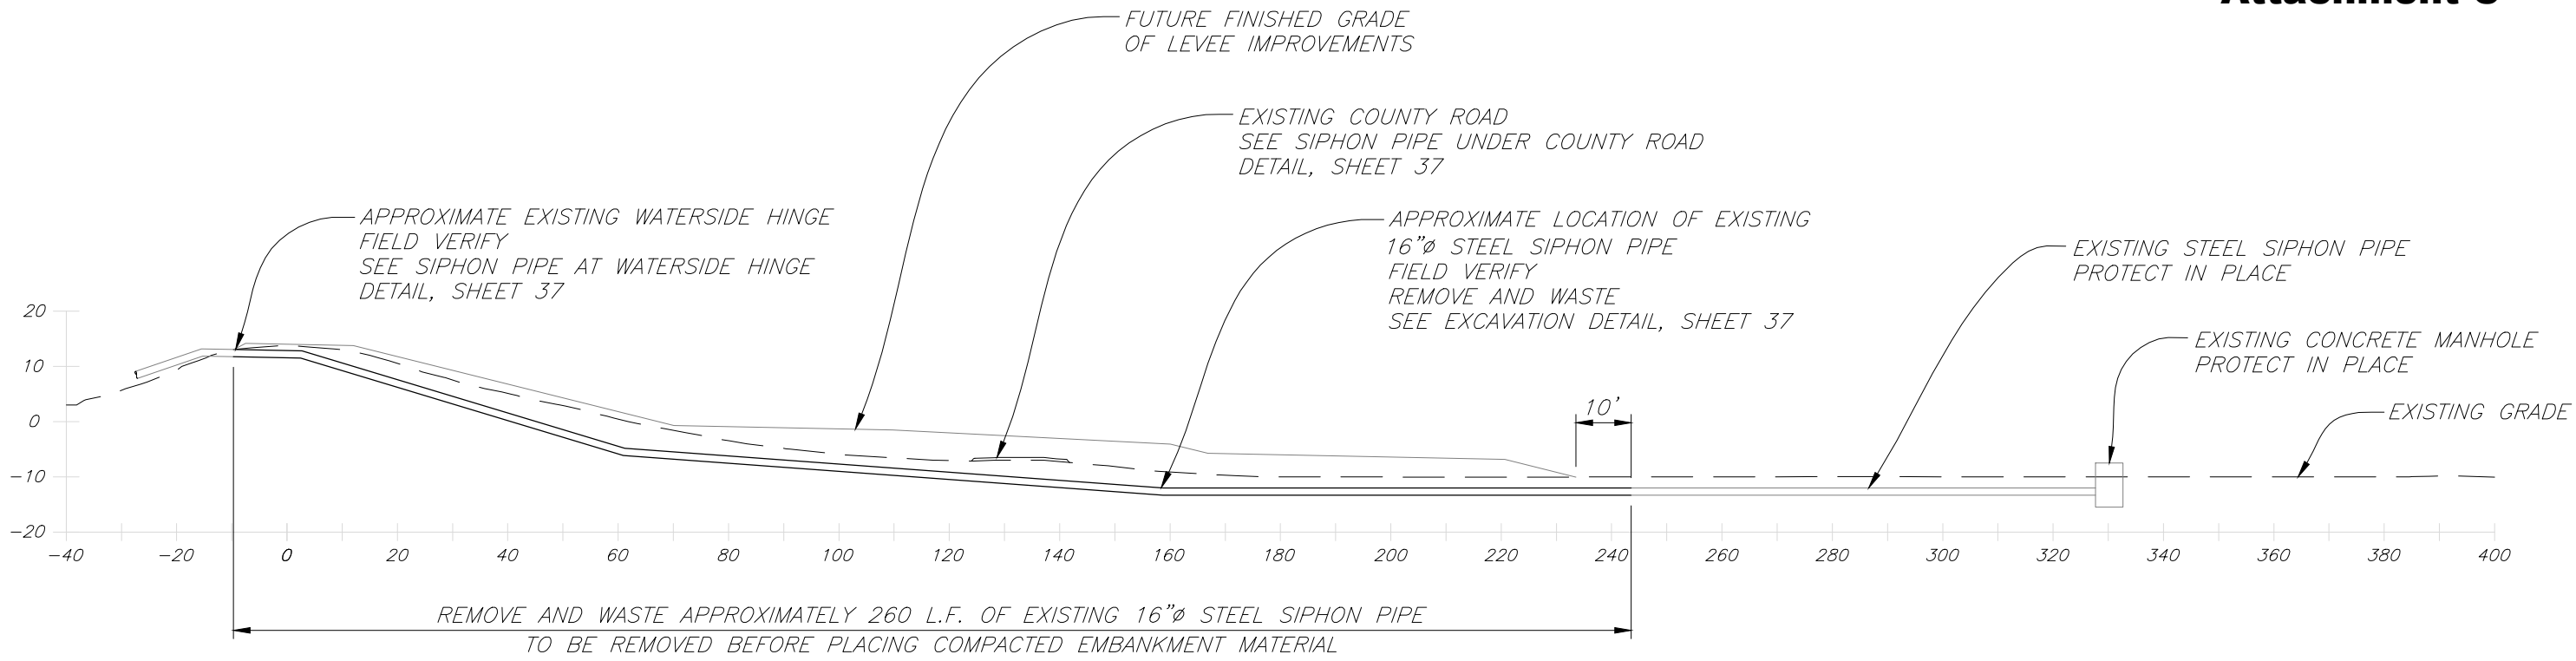 FUTURE FINISHED GRADE
OF LEVEE IMPROVEMENTS
EXISTING COUNTY ROAD
SEE SIPHON PIPE UNDER COUNTY ROAD
DETAIL, SHEET 37
APPROXIMATE EXISTING WATERSIDE HINGE
FIELD VERIFY
SEE SIPHON PIPE AT WATERSIDE HINGE
DETAIL, SHEET 37
APPROXIMATE LOCATION OF EXISTING
16"ø STEEL SIPHON PIPE
FIELD VERIFY
REMOVE AND WASTE
SEE EXCAVATION DETAIL, SHEET 37
EXISTING STEEL SIPHON PIPE
PROTECT IN PLACE
EXISTING CONCRETE MANHOLE
PROTECT IN PLACE
EXISTING GRADE
10'
20
10
0
-10
-20
-40 -20 0 20 40 60 80 100 120 140 160 180 200 220 240 260 280 300 320 340 360 380 400
REMOVE AND WASTE APPROXIMATELY 260 L.F. OF EXISTING 16"ø STEEL SIPHON PIPE
TO BE REMOVED BEFORE PLACING COMPACTED EMBANKMENT MATERIAL